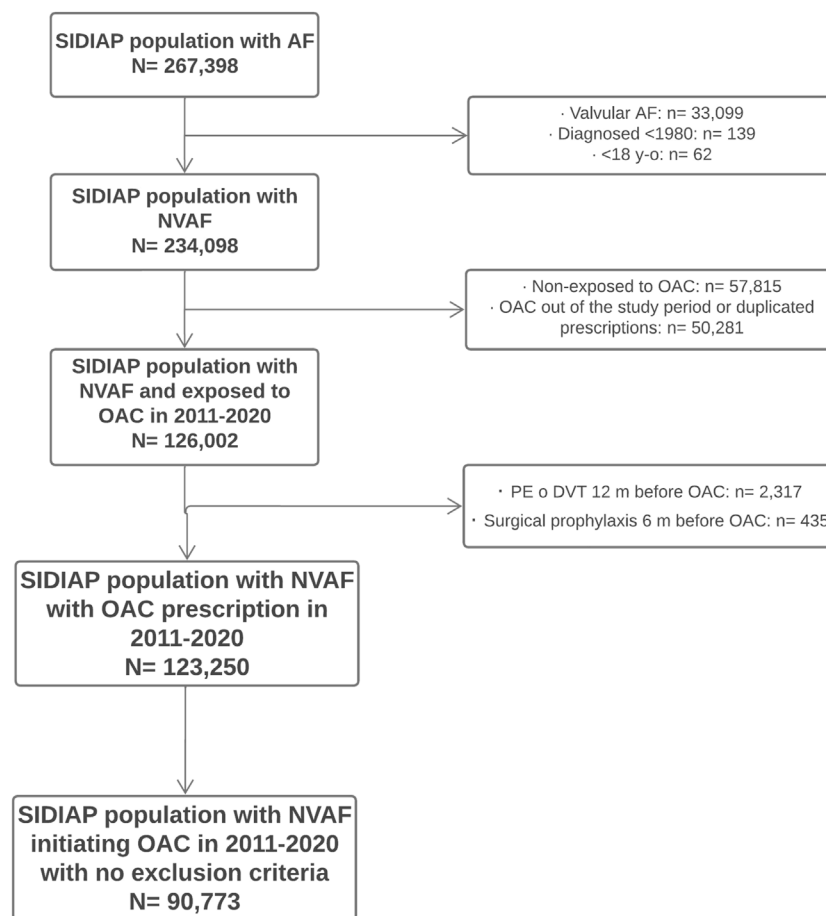 SIDIAP population with AF
N= 267,398
· Valvular AF: n= 33,099
· Diagnosed <1980: n= 139
· <18 y-o: n= 62
SIDIAP population with
NVAF
N= 234,098
· Non-exposed to OAC: n= 57,815
· OAC out of the study period or duplicated
prescriptions: n= 50,281
SIDIAP population with
NVAF and exposed to
OAC in 2011-2020
N= 126,002
· PE o DVT 12 m before OAC: n= 2,317
· Surgical prophylaxis 6 m before OAC: n= 435
SIDIAP population with NVAF
with OAC prescription in
2011-2020
N= 123,250
SIDIAP population with NVAF
initiating OAC in 2011-2020
with no exclusion criteria
N= 90,773